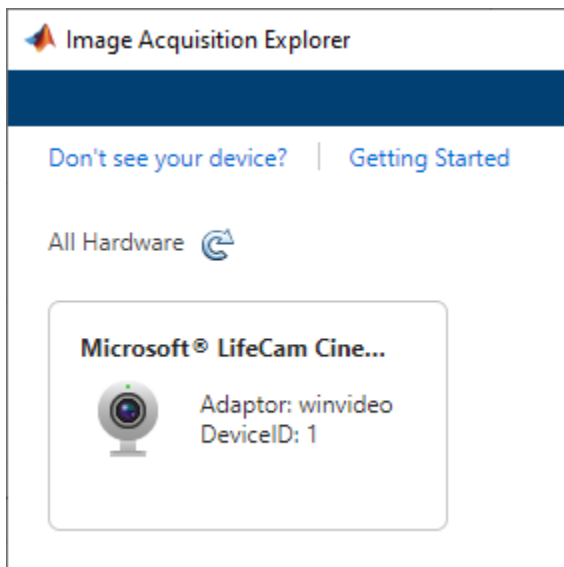 Image Acquisition Explorer
Don't see your device? | Getting Started
All Hardware
Microsoft® LifeCam Cine...
Adaptor: winvideo
DeviceID: 1